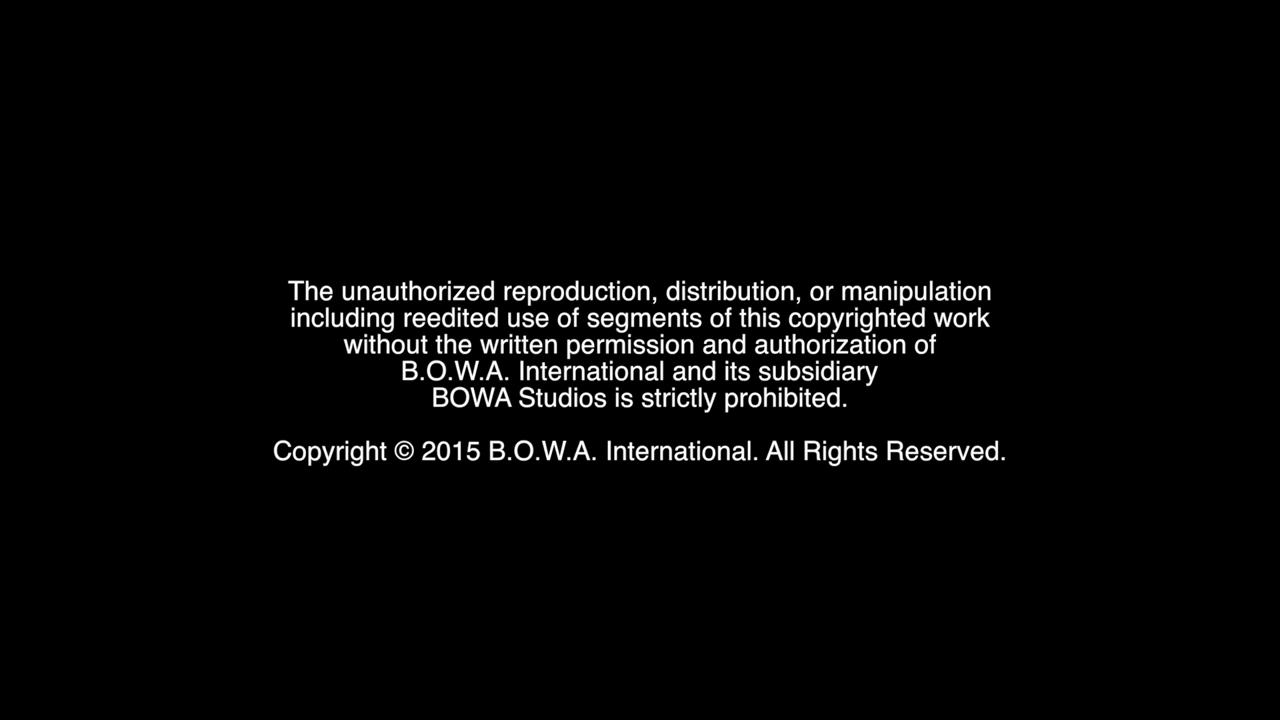 The unauthorized reproduction, distribution, or manipulation
including reedited use of segments of this copyrighted work
without the written permission and authorization of
B.O.W.A. International and its subsidiary
BOWA Studios is strictly prohibited.
Copyright © 2015 B.O.W.A. International. All Rights Reserved.